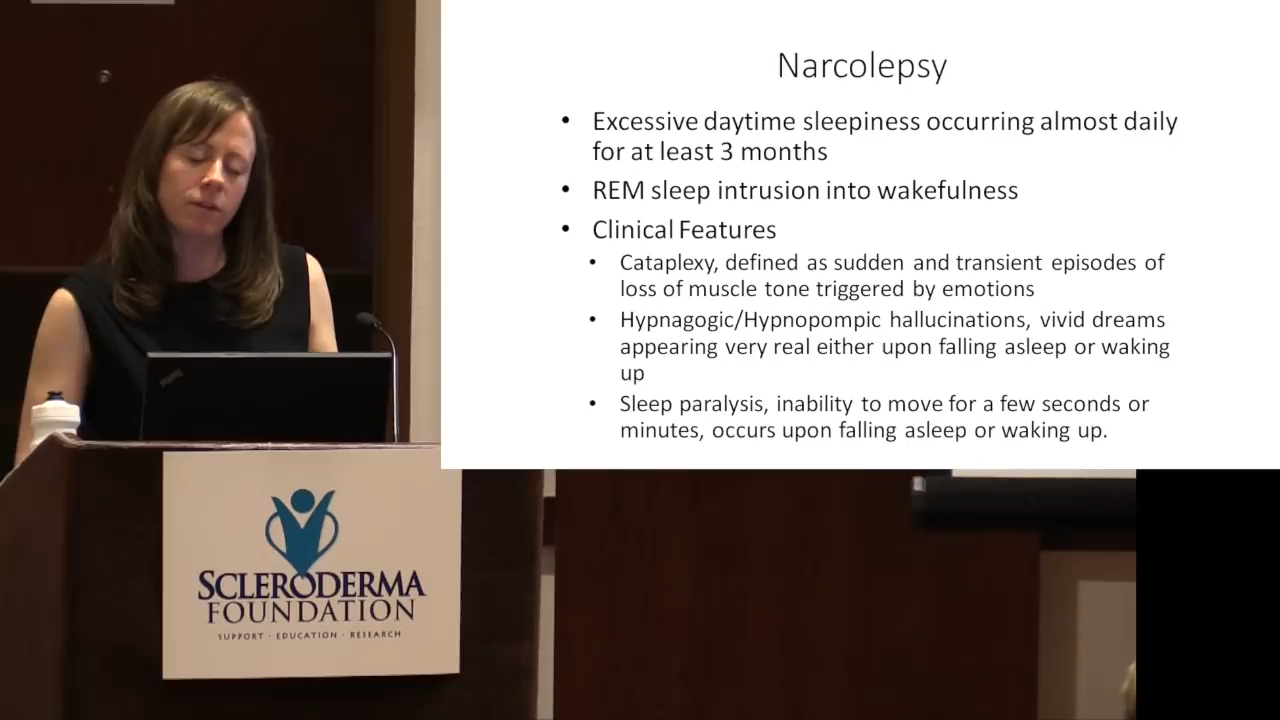 Narcolepsy
• Excessive daytime sleepiness occurring almost daily
for at least 3 months
• REM sleep intrusion into wakefulness
• Clinical Features
• Cataplexy, defined as sudden and transient episodes of
loss of muscle tone triggered by emotions
• Hypnagogic/Hypnopompic hallucinations, vivid dreams
appearing very real either upon falling asleep or waking
up
• Sleep paralysis, inability to move for a few seconds or
minutes, occurs upon falling asleep or waking up.
SCLERODERMA
FOUNDATION
SUPPORT · EDUCATION · RESEARCH